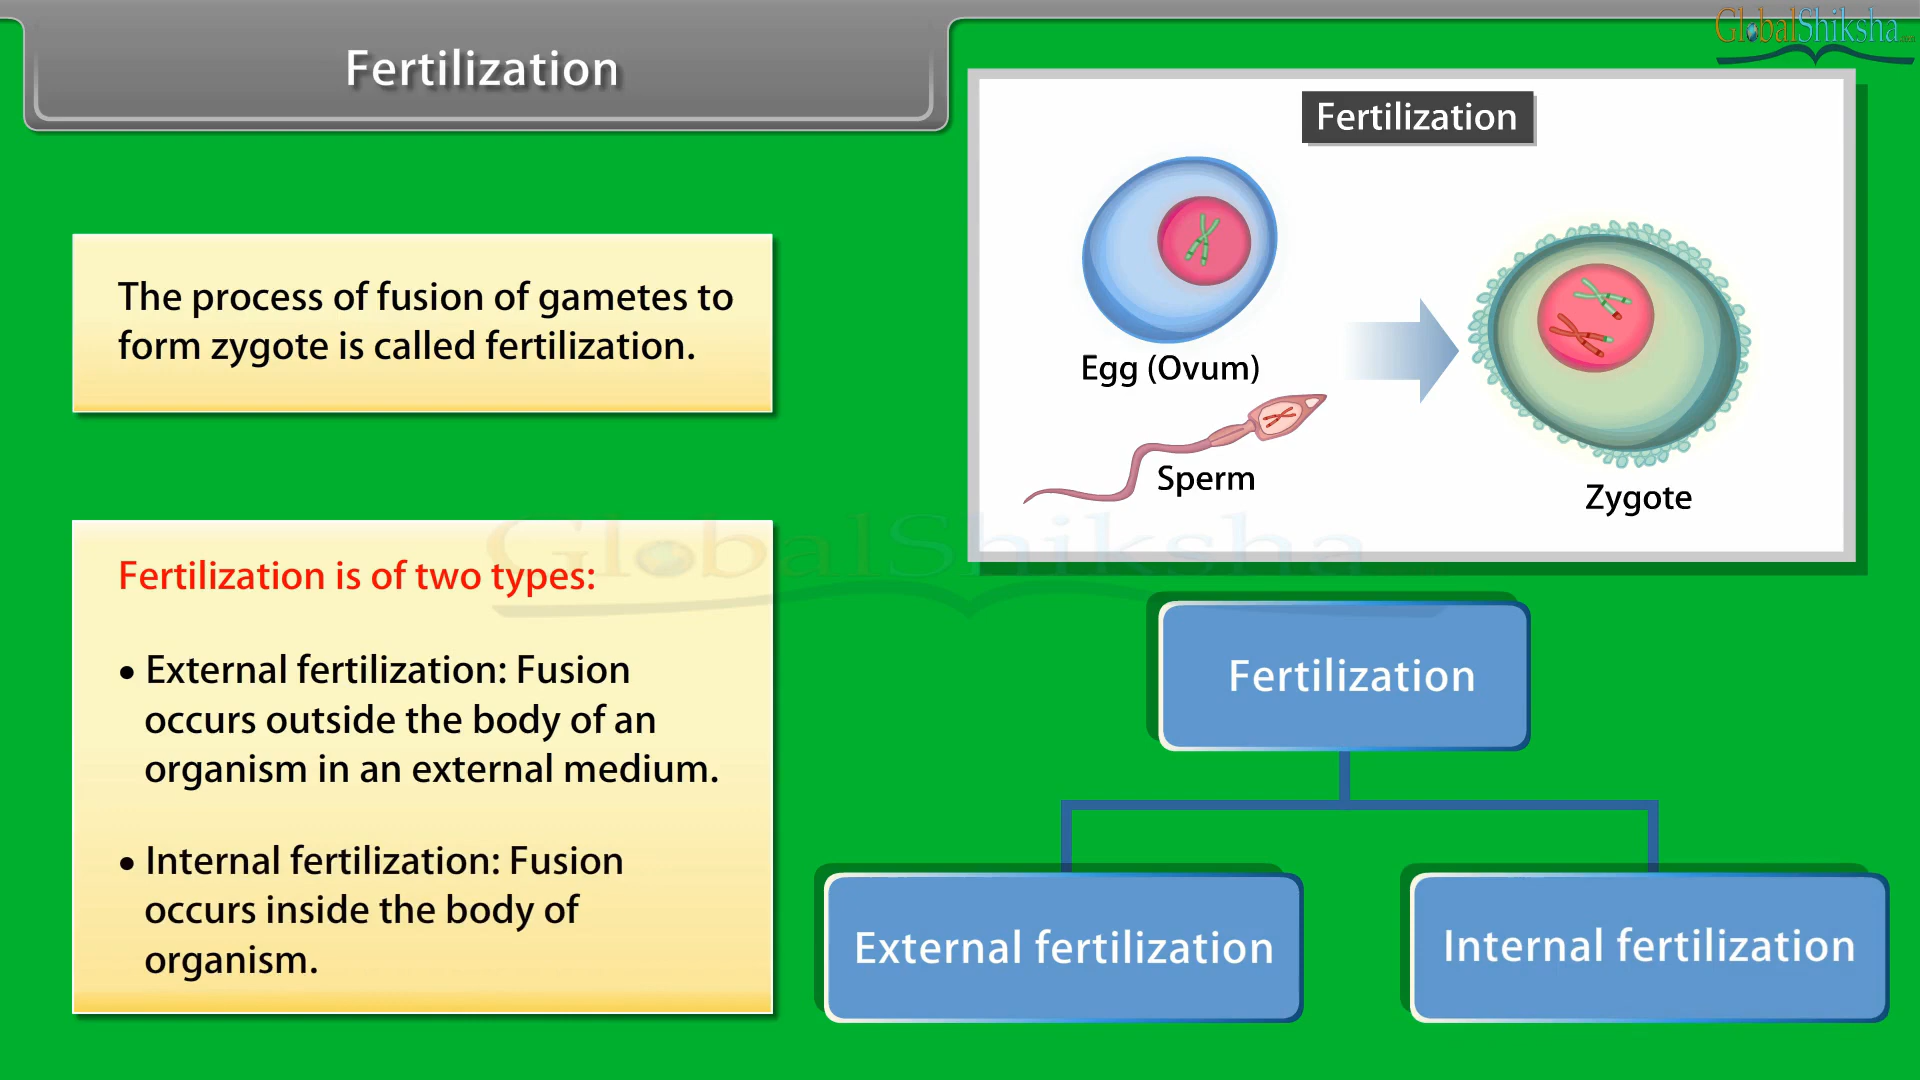 Fertilization
GlobalShiksha
The process of fusion of gametes to
form zygote is called fertilization.
Fertilization is of two types:
• External fertilization: Fusion
occurs outside the body of an
organism in an external medium.
• Internal fertilization: Fusion
occurs inside the body of
organism.
Fertilization
Egg (Ovum)
Sperm
Zygote
GlobalShiksha
Fertilization
External fertilization
Internal fertilization